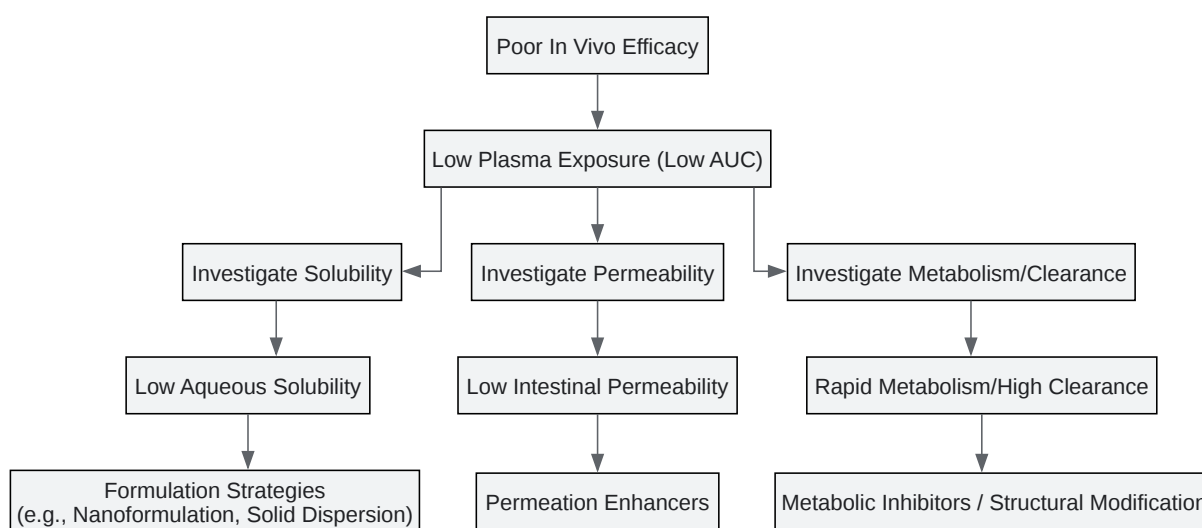 Poor In Vivo Efficacy
Low Plasma Exposure (Low AUC)
Investigate Solubility
Investigate Permeability
Investigate Metabolism/Clearance
Low Aqueous Solubility
Low Intestinal Permeability
Rapid Metabolism/High Clearance
Formulation Strategies
(e.g., Nanoformulation, Solid Dispersion)
Permeation Enhancers
Metabolic Inhibitors / Structural Modification